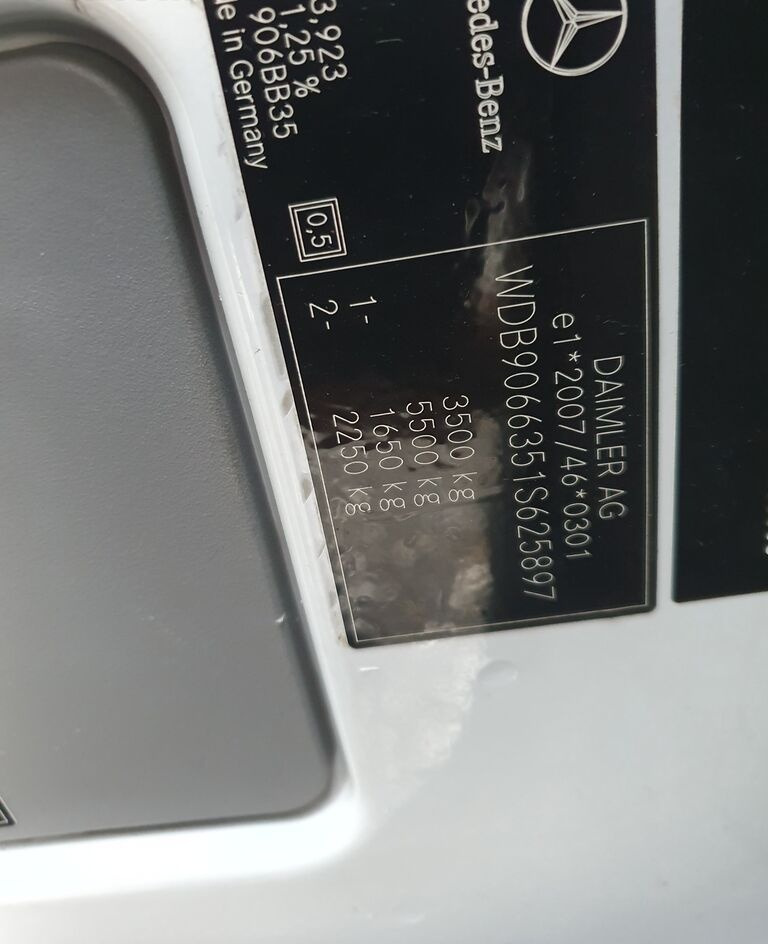 DAIMLER AG
e1*2007/46*0301
WDB9066351S625897
3500 kg
5500 kg
1- 1650 kg
2- 2250 kg
edes-Benz
3,923
1,25 %
906BB35
e in Germany
0,5